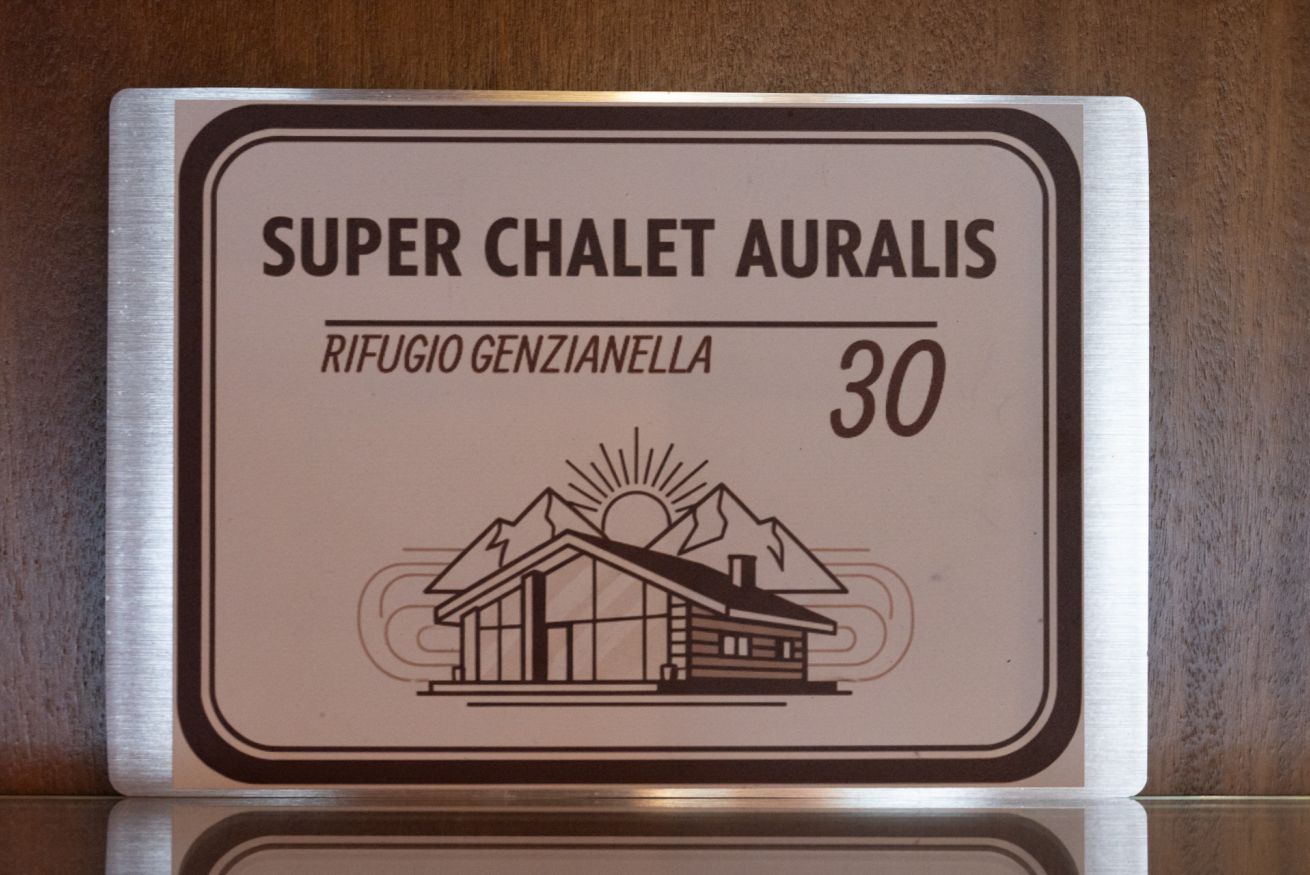 SUPER CHALET AURALIS
RIFUGIO GENZIANELLA
30